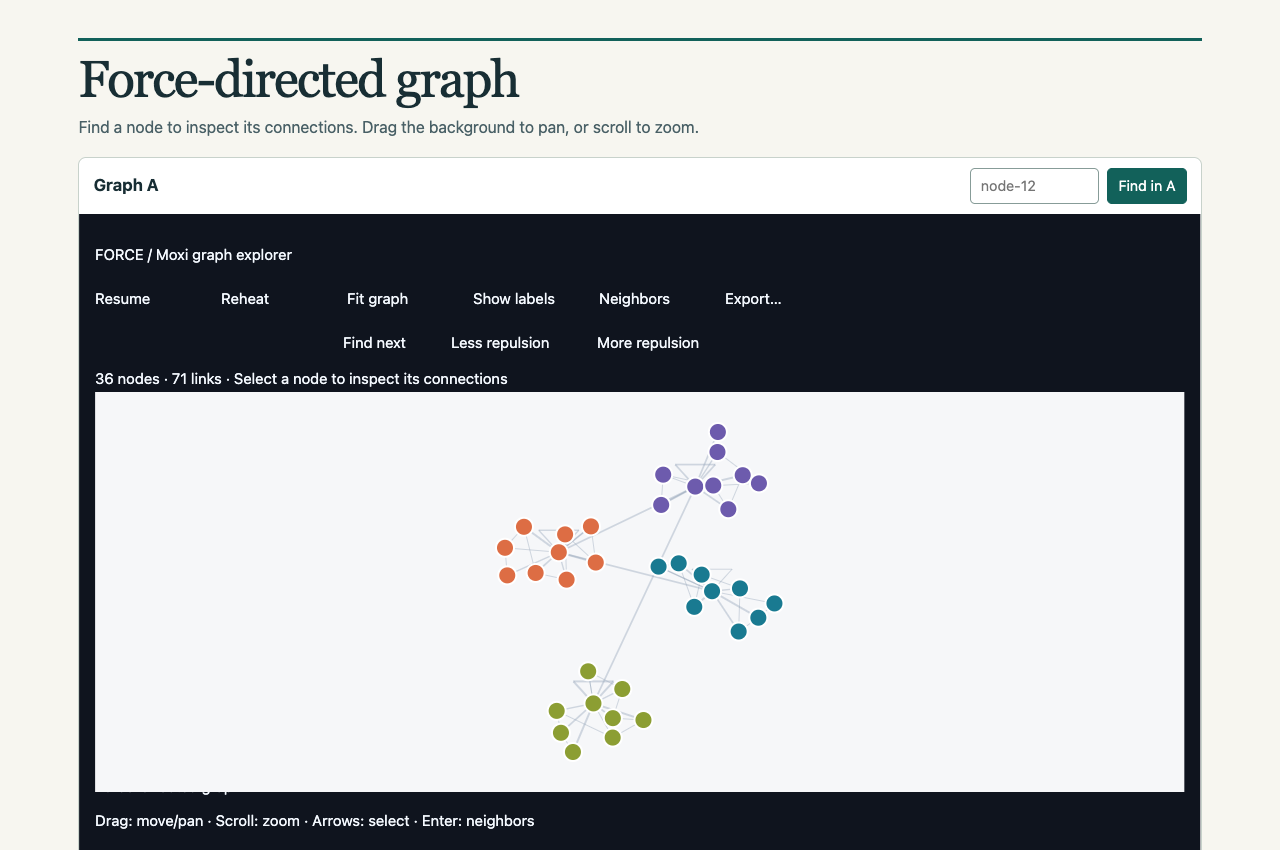 Force-directed graph
Find a node to inspect its connections. Drag the background to pan, or scroll to zoom.
Graph A
node-12
Find in A
FORCE / Moxi graph explorer
Resume Reheat Fit graph Show labels Neighbors Export...
Find next Less repulsion More repulsion
36 nodes · 71 links · Select a node to inspect its connections
Drag: move/pan · Scroll: zoom · Arrows: select · Enter: neighbors